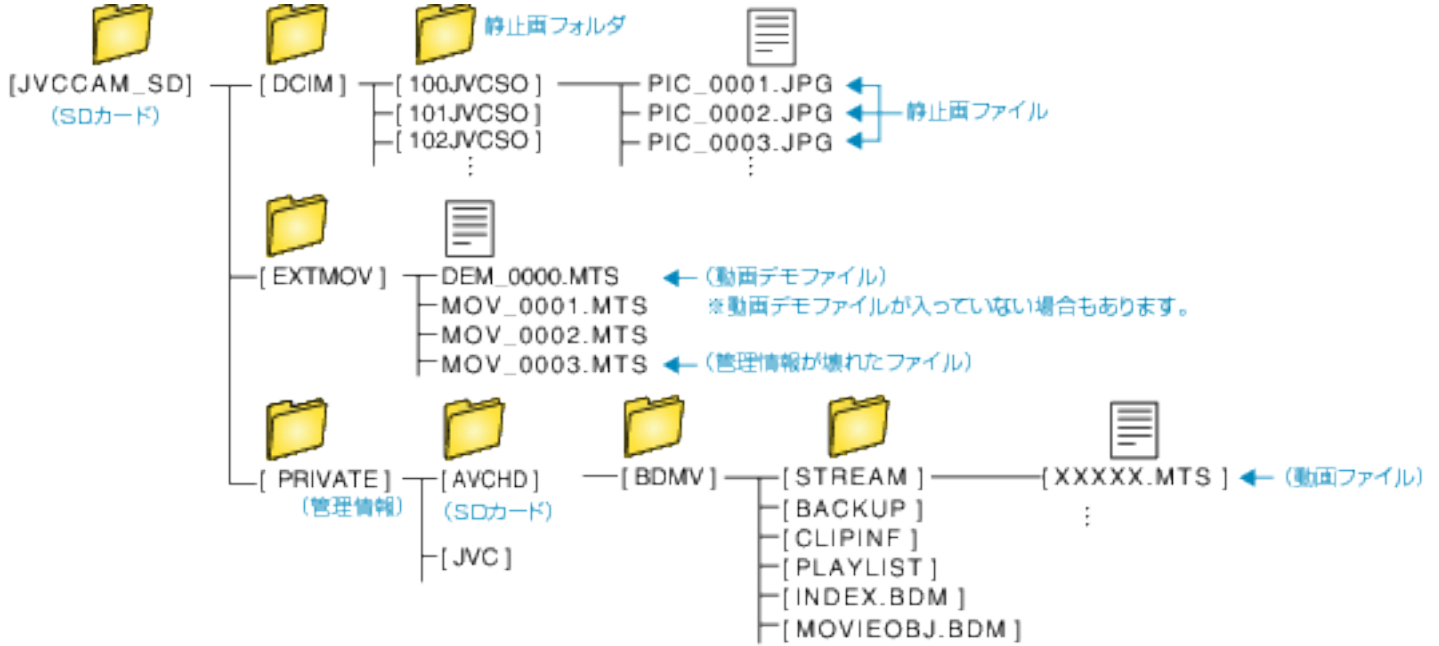 静止画フォルダ
[JVCCAM_SD] [DCIM] [100JVCSO] PIC_0001.JPG
(SDカード) [101JVCSO] PIC_0002.JPG 静止画ファイル
[102JVCSO] PIC_0003.JPG
⋮ ⋮
[EXTMOV] DEM_0000.MTS (動画デモファイル)
MOV_0001.MTS ※動画デモファイルが入っていない場合もあります。
MOV_0002.MTS
MOV_0003.MTS (管理情報が壊れたファイル)
[PRIVATE] [AVCHD] [BDMV] [STREAM] [XXXXX.MTS] (動画ファイル)
(管理情報) (SDカード) [BACKUP] ⋮
[CLIPINF]
[JVC] [PLAYLIST]
[INDEX.BDM]
[MOVIEOBJ.BDM]